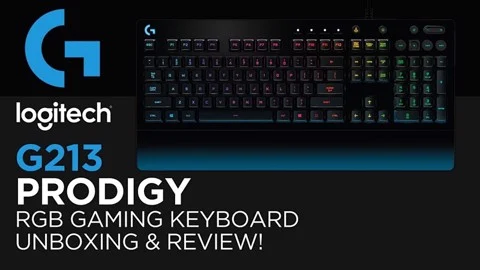 logitech
G213
PRODIGY
RGB GAMING KEYBOARD
UNBOXING & REVIEW!